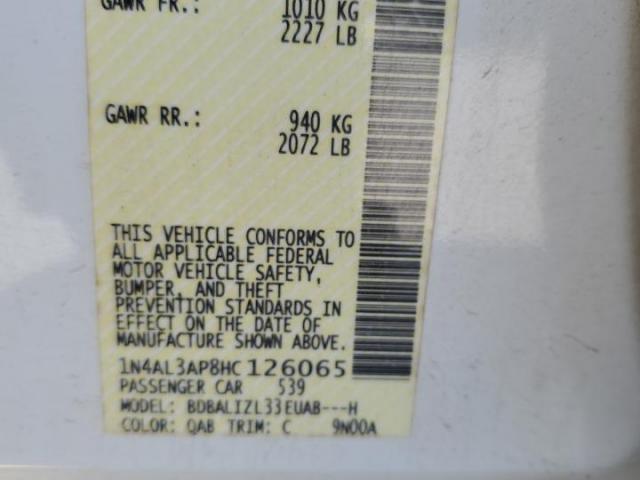 GAWR FR.: 1010 KG
2227 LB
GAWR RR.: 940 KG
2072 LB
THIS VEHICLE CONFORMS TO
ALL APPLICABLE FEDERAL
MOTOR VEHICLE SAFETY,
BUMPER, AND THEFT
PREVENTION STANDARDS IN
EFFECT ON THE DATE OF
MANUFACTURE SHOWN ABOVE.
1N4AL3AP8HC126065
PASSENGER CAR 539
MODEL: BDBALIZL33EUAB---H
COLOR: QAB TRIM: C 9N00A